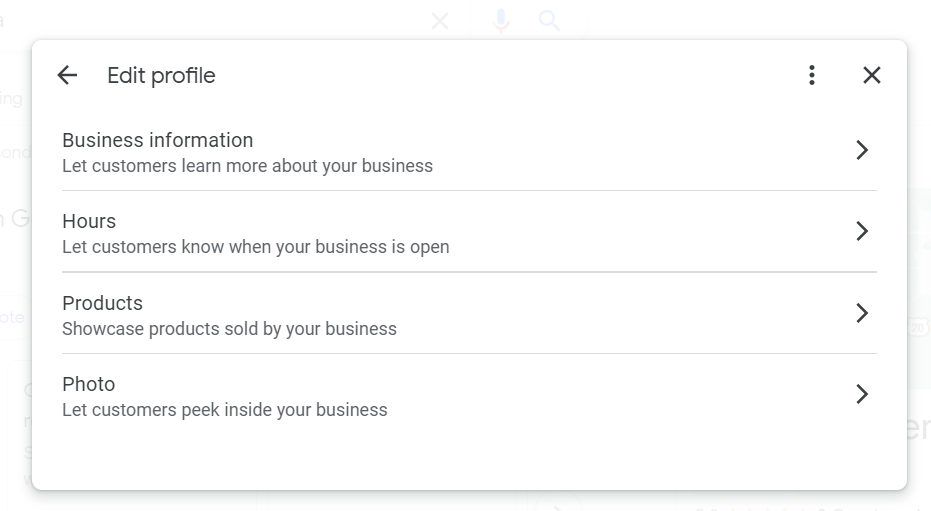 Edit profile
Business information
Let customers learn more about your business
Hours
Let customers know when your business is open
Products
Showcase products sold by your business
Photo
Let customers peek inside your business